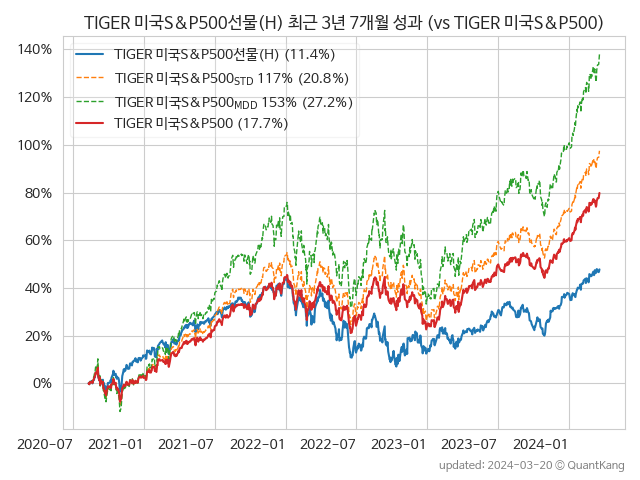 TIGER 미국S&P500선물(H) 최근 3년 7개월 성과 (vs TIGER 미국S&P500)
140%
120%
100%
80%
60%
40%
20%
0%
TIGER 미국S&P500선물(H) (11.4%)
TIGER 미국S&P500STD 117% (20.8%)
TIGER 미국S&P500MDD 153% (27.2%)
TIGER 미국S&P500 (17.7%)
2020-07 2021-01 2021-07 2022-01 2022-07 2023-01 2023-07 2024-01
updated: 2024-03-20 © QuantKang